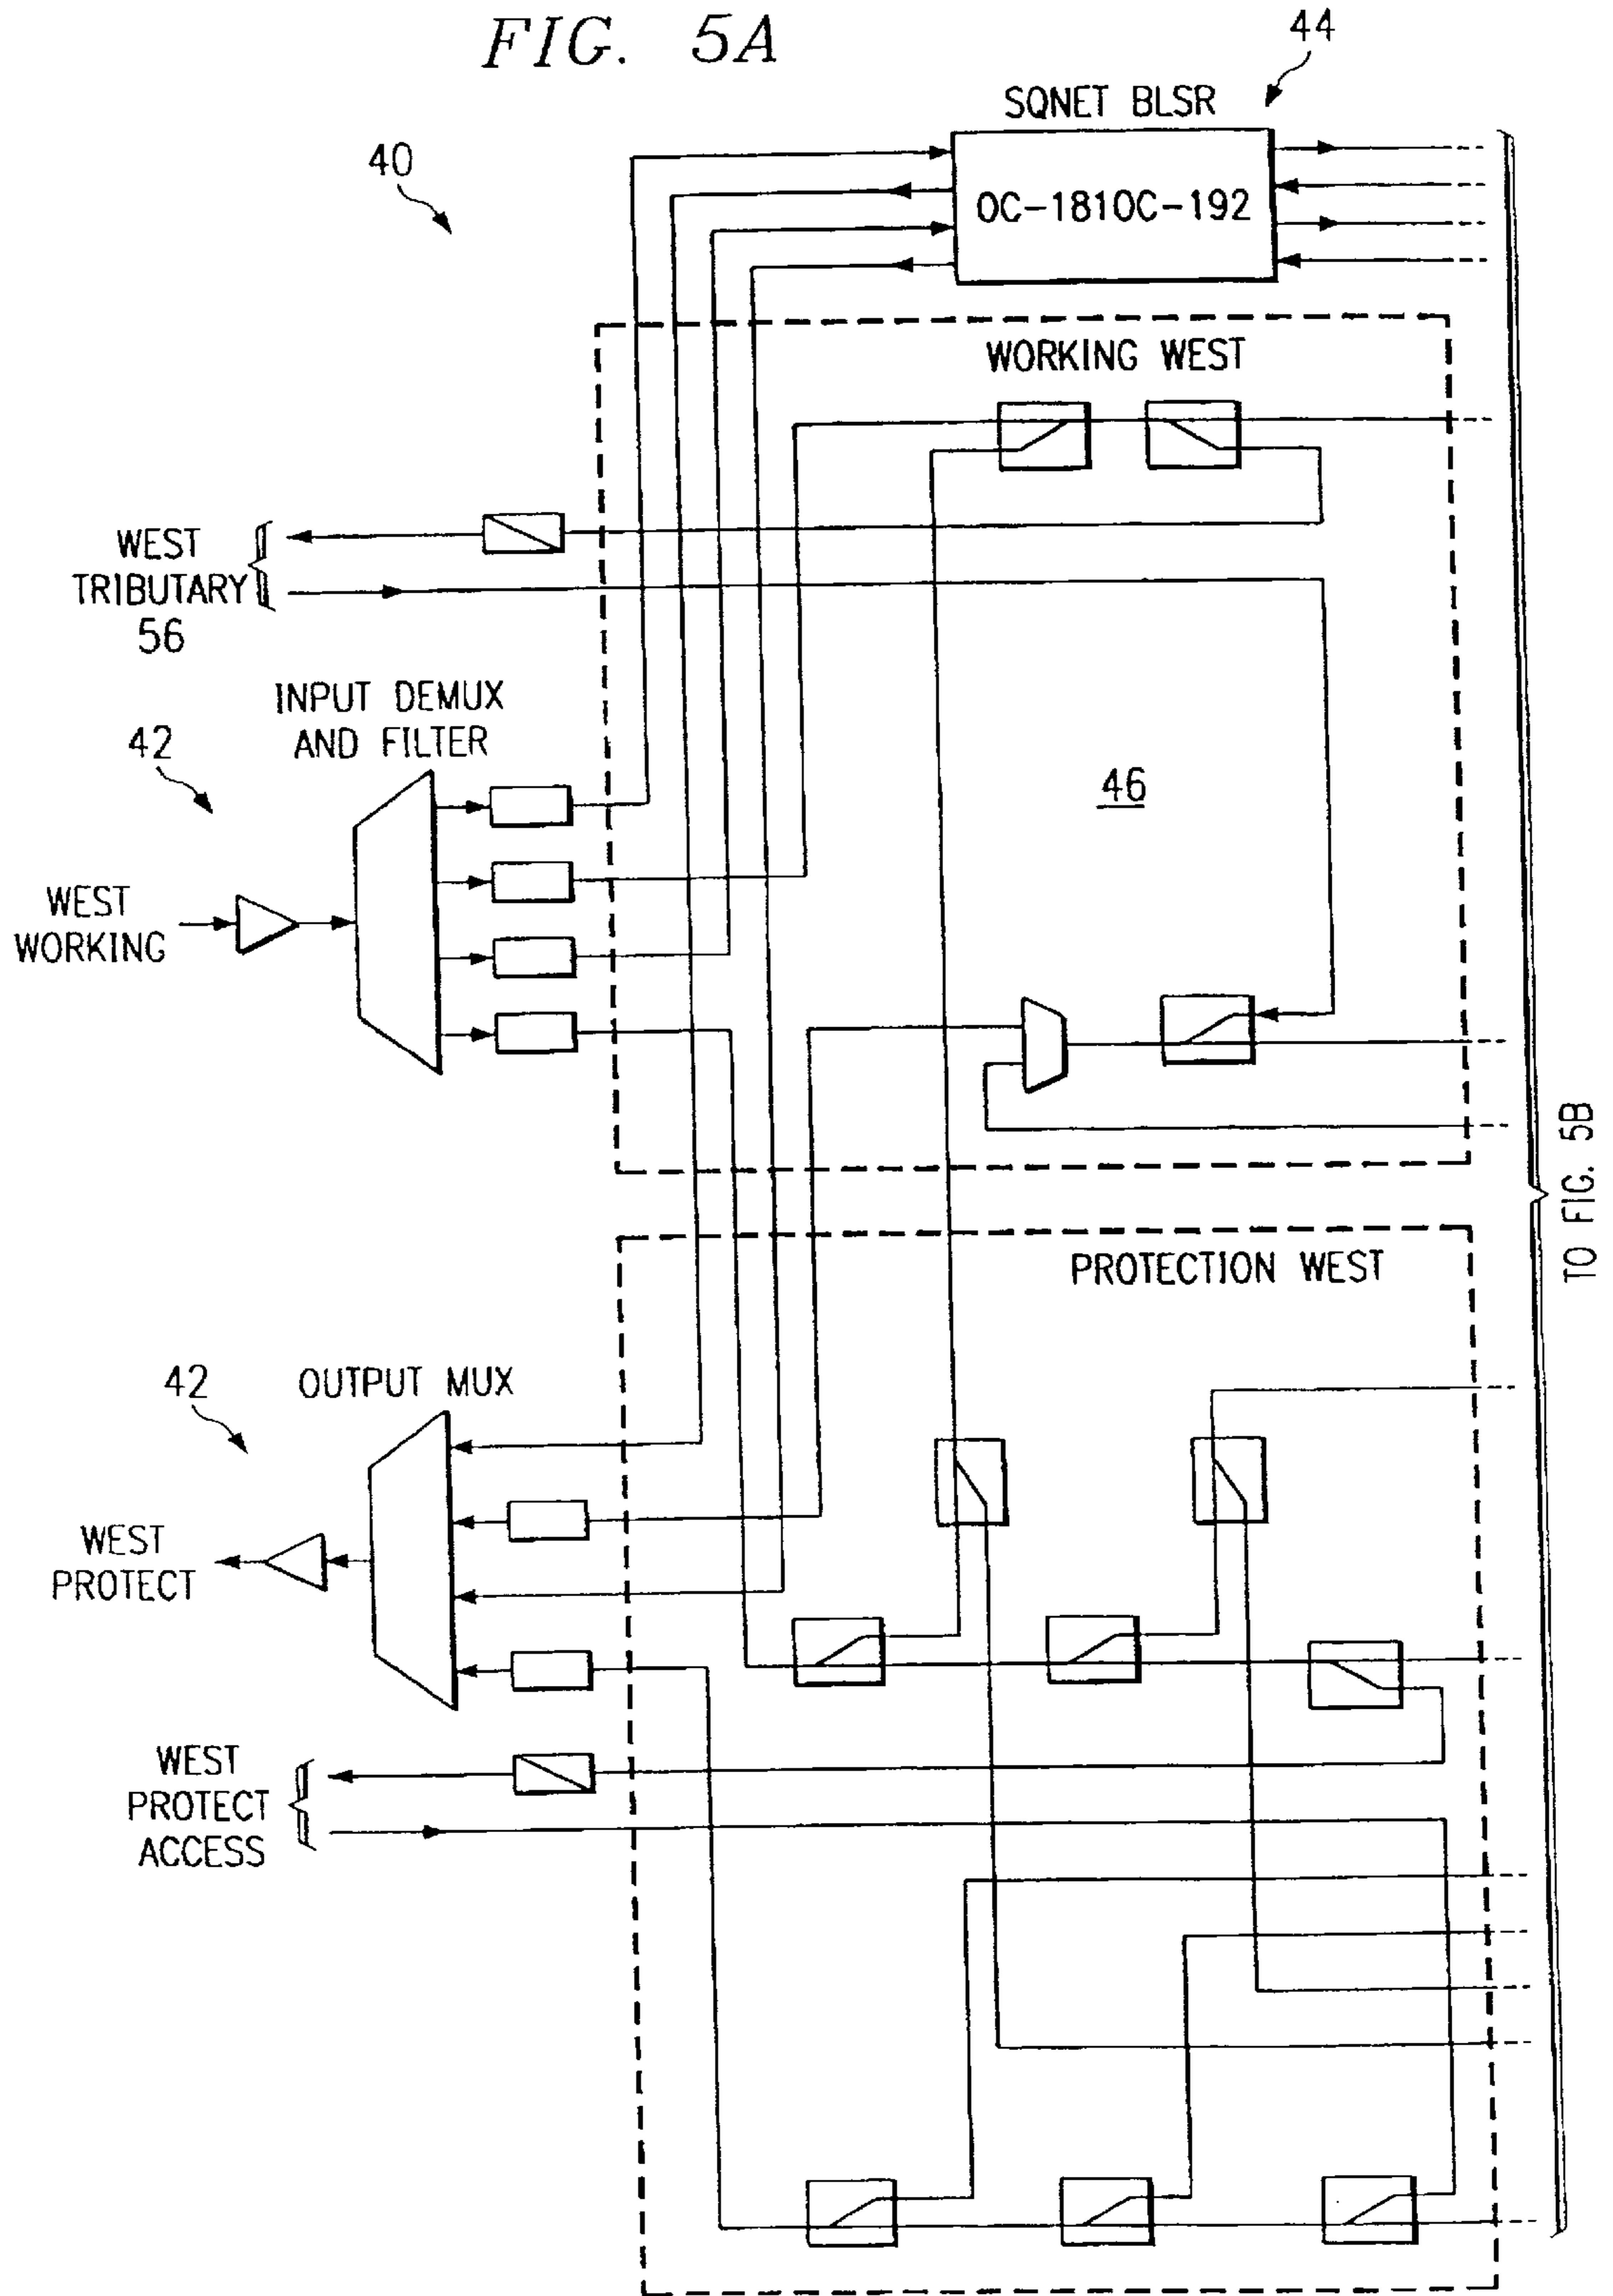 FIG. 5A
44
SQNET BLSR
40
OC-181OC-192
WORKING WEST
WEST
TRIBUTARY
56
INPUT DEMUX
AND FILTER
42
46
WEST
WORKING
TO FIG. 5B
PROTECTION WEST
42
OUTPUT MUX
WEST
PROTECT
WEST
PROTECT
ACCESS